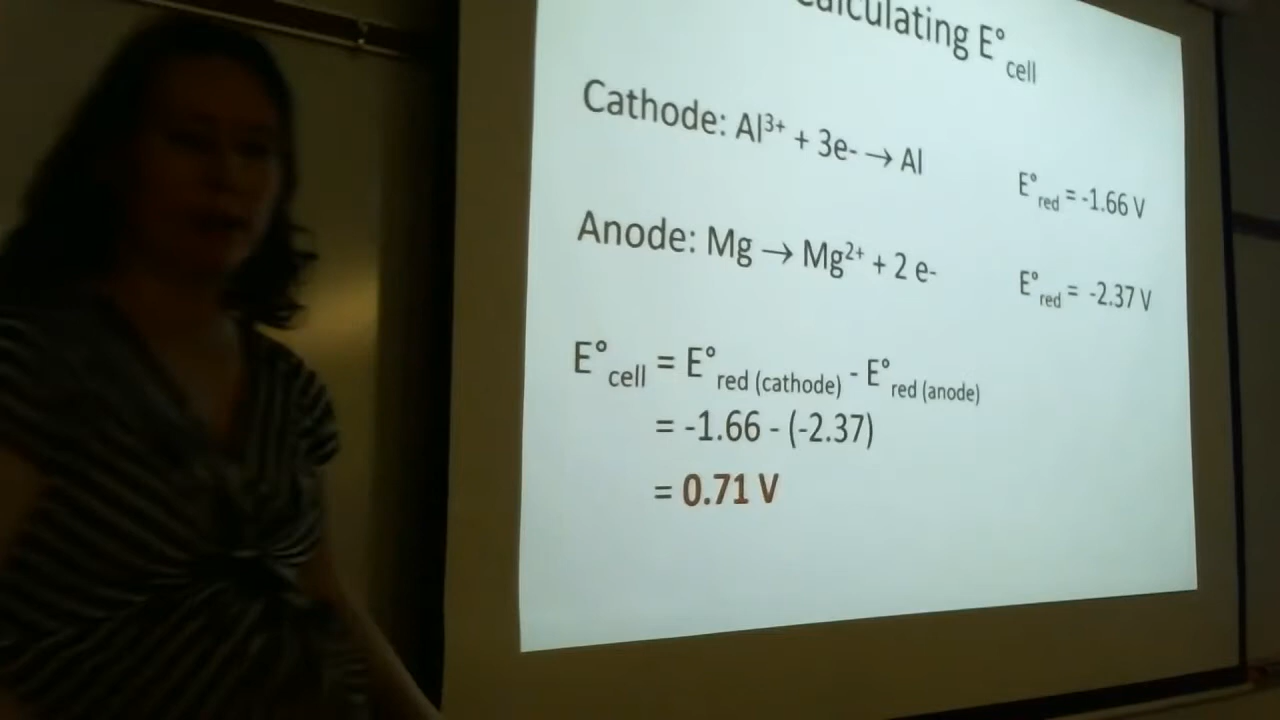 Calculating E°cell
Cathode: Al³⁺ + 3e- → Al
E°red = -1.66 V
Anode: Mg → Mg²⁺ + 2 e-
E°red = -2.37 V
E°cell = E°red (cathode) - E°red (anode)
= -1.66 - (-2.37)
= 0.71 V